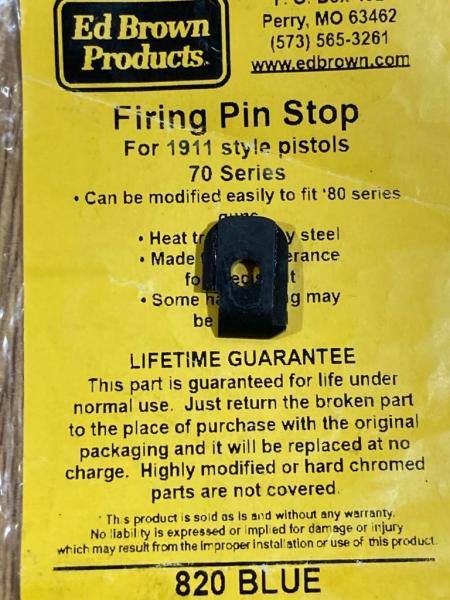 Ed Brown
Products
Perry, MO 63462
(573) 565-3261
www.edbrown.com
Firing Pin Stop
For 1911 style pistols
70 Series
• Can be modified easily to fit '80 series
• Heat steel
• Made
• Some may
be
LIFETIME GUARANTEE
This part is guaranteed for life under
normal use. Just return the broken part
to the place of purchase with the original
packaging and it will be replaced at no
charge. Highly modified or hard chromed
parts are not covered.
* This product is sold as is and without any warranty.
No liability is expressed or implied for damage or injury
which may result from the improper installation or use of this product.
820 BLUE